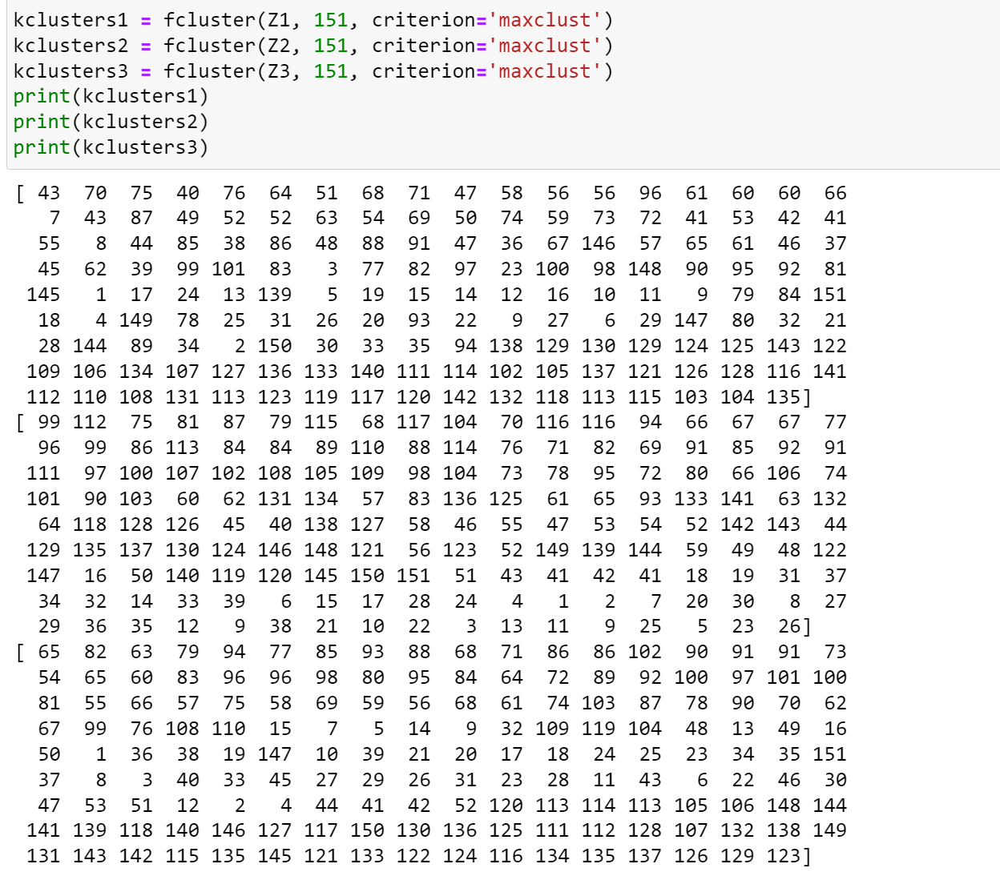 kclusters1 = fcluster(Z1, 151, criterion='maxclust')
kclusters2 = fcluster(Z2, 151, criterion='maxclust')
kclusters3 = fcluster(Z3, 151, criterion='maxclust')
print(kclusters1)
print(kclusters2)
print(kclusters3)
[ 43  70  75  40  76  64  51  68  71  47  58  56  56  96  61  60  60  66
   7  43  87  49  52  52  63  54  69  50  74  59  73  72  41  53  42  41
  55   8  44  85  38  86  48  88  91  47  36  67 146  57  65  61  46  37
  45  62  39  99 101  83   3  77  82  97  23 100  98 148  90  95  92  81
 145   1  17  24  13 139   5  19  15  14  12  16  10  11   9  79  84 151
  18   4 149  78  25  31  26  20  93  22   9  27   6  29 147  80  32  21
  28 144  89  34   2 150  30  33  35  94 138 129 130 129 124 125 143 122
 109 106 134 107 127 136 133 140 111 114 102 105 137 121 126 128 116 141
 112 110 108 131 113 123 119 117 120 142 132 118 113 115 103 104 135]
[ 99 112  75  81  87  79 115  68 117 104  70 116 116  94  66  67  67  77
  96  99  86 113  84  84  89 110  88 114  76  71  82  69  91  85  92  91
 111  97 100 107 102 108 105 109  98 104  73  78  95  72  80  66 106  74
 101  90 103  60  62 131 134  57  83 136 125  61  65  93 133 141  63 132
  64 118 128 126  45  40 138 127  58  46  55  47  53  54  52 142 143  44
 129 135 137 130 124 146 148 121  56 123  52 149 139 144  59  49  48 122
 147  16  50 140 119 120 145 150 151  51  43  41  42  41  18  19  31  37
  34  32  14  33  39   6  15  17  28  24   4   1   2   7  20  30   8  27
  29  36  35  12   9  38  21  10  22   3  13  11   9  25   5  23  26]
[ 65  82  63  79  94  77  85  93  88  68  71  86  86 102  90  91  91  73
  54  65  60  83  96  96  98  80  95  84  64  72  89  92 100  97 101 100
  81  55  66  57  75  58  69  59  56  68  61  74 103  87  78  90  70  62
  67  99  76 108 110  15   7   5  14   9  32 109 119 104  48  13  49  16
  50   1  36  38  19 147  10  39  21  20  17  18  24  25  23  34  35 151
  37   8   3  40  33  45  27  29  26  31  23  28  11  43   6  22  46  30
  47  53  51  12   2   4  44  41  42  52 120 113 114 113 105 106 148 144
 141 139 118 140 146 127 117 150 130 136 125 111 112 128 107 132 138 149
 131 143 142 115 135 145 121 133 122 124 116 134 135 137 126 129 123]